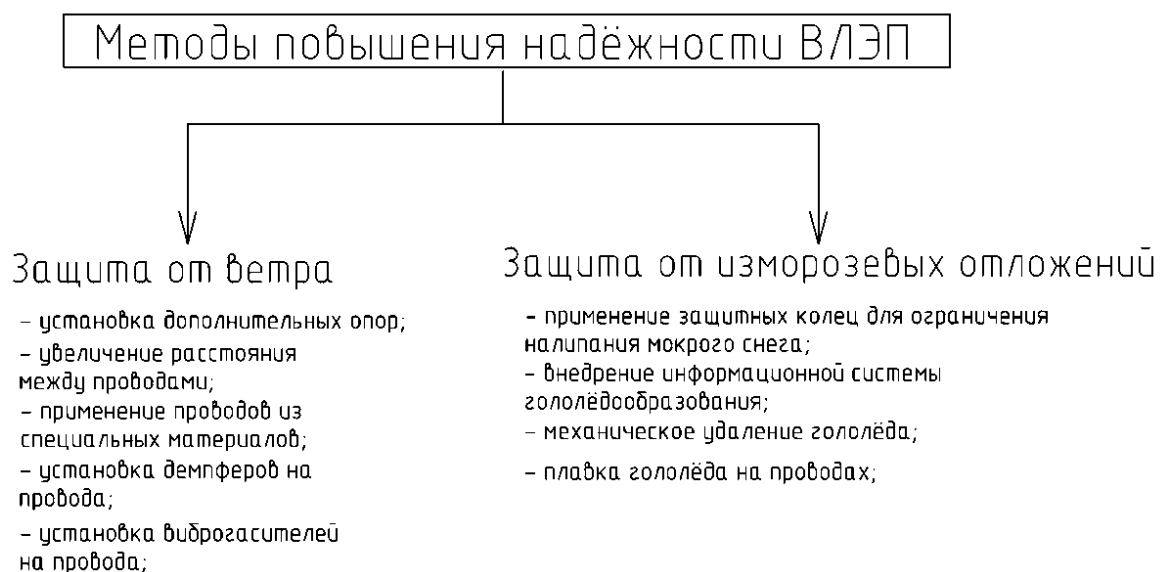 Методы повышения надёжности ВЛЭП
Защита от ветра
– установка дополнительных опор;
– увеличение расстояния
между проводами;
– применение проводов из
специальных материалов;
– установка демпферов на
провода;
– установка виброгасителей
на провода;
Защита от изморозевых отложений
– применение защитных колец для ограничения
налипания мокрого снега;
– внедрение информационной системы
гололёдообразования;
– механическое удаление гололёда;
– плавка гололёда на проводах;